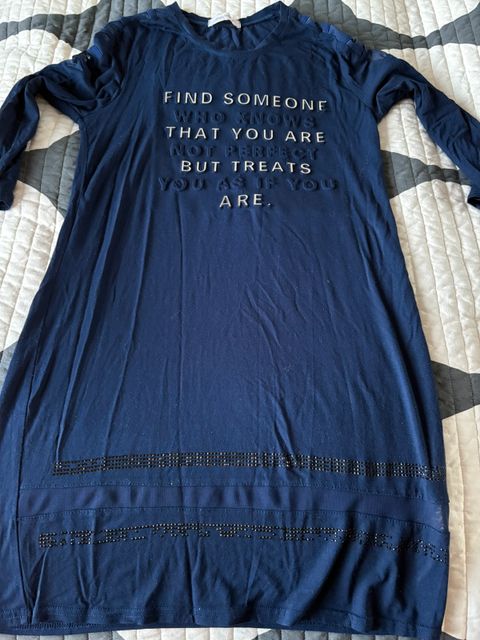 FIND SOMEONE
WHO KNOWS
THAT YOU ARE
NOT PERFECT
BUT TREATS
YOU AS IF YOU
ARE.